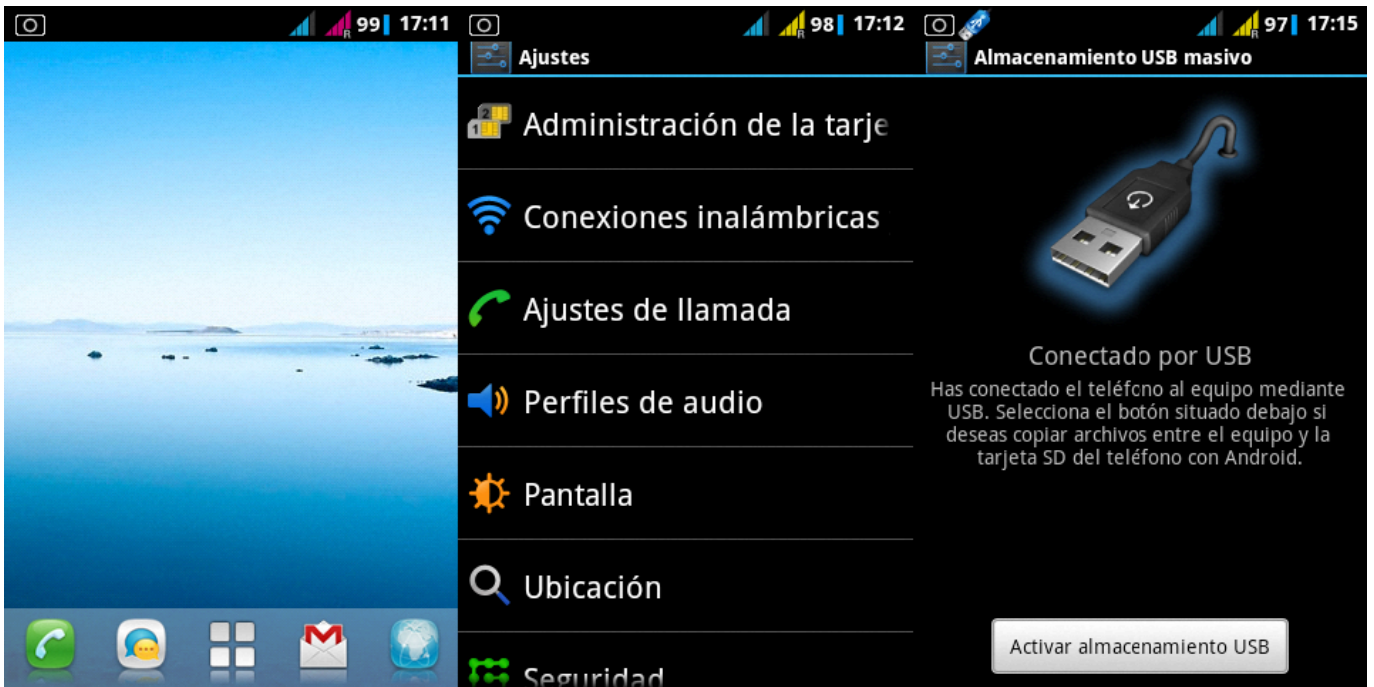 99 17:11
R
98 17:12
R
Ajustes
1 2
Administración de la tarje
Conexiones inalámbricas
Ajustes de llamada
Perfiles de audio
Pantalla
Ubicación
Seguridad
97 17:15
R
Almacenamiento USB masivo
Conectado por USB
Has conectado el teléfcno al equipo mediante
USB. Selecciona el botón situado debajo si
deseas copiar archivos entre el equipo y la
tarjeta SD del teléfono con Android.
Activar almacenamiento USB